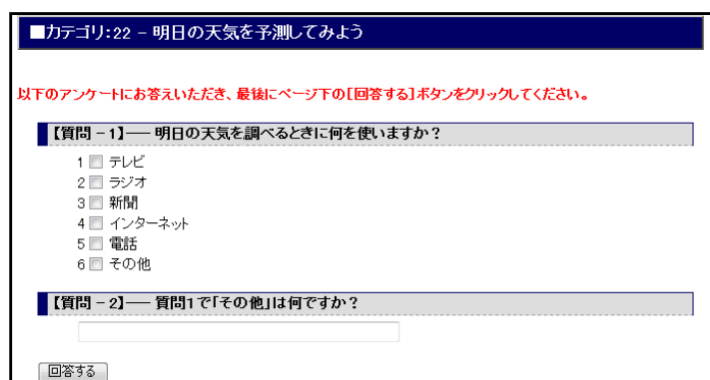 ■カテゴリ:22 - 明日の天気を予測してみよう
以下のアンケートにお答えいただき、最後にページ下の[回答する]ボタンをクリックしてください。
【質問 - 1】── 明日の天気を調べるときに何を使いますか?
1 テレビ
2 ラジオ
3 新聞
4 インターネット
5 電話
6 その他
【質問 - 2】── 質問1で「その他」は何ですか?
回答する